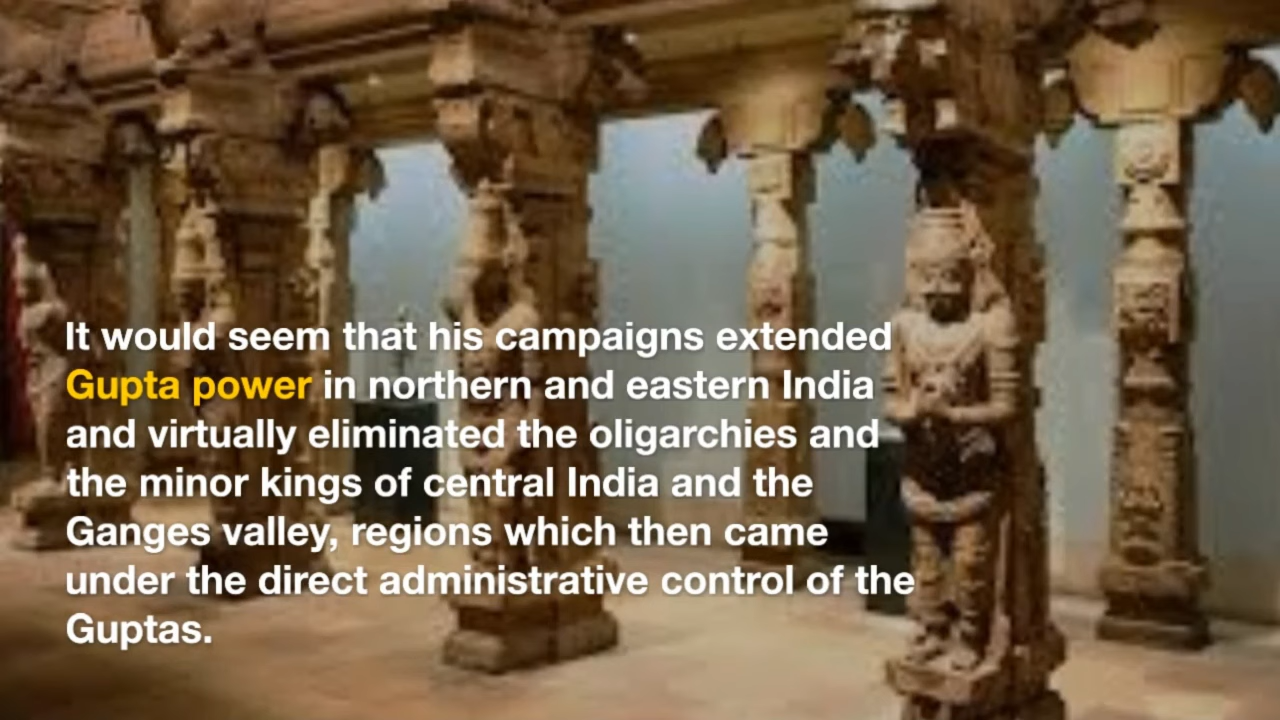 It would seem that his campaigns extended
Gupta power in northern and eastern India
and virtually eliminated the oligarchies and
the minor kings of central India and the
Ganges valley, regions which then came
under the direct administrative control of the
Guptas.